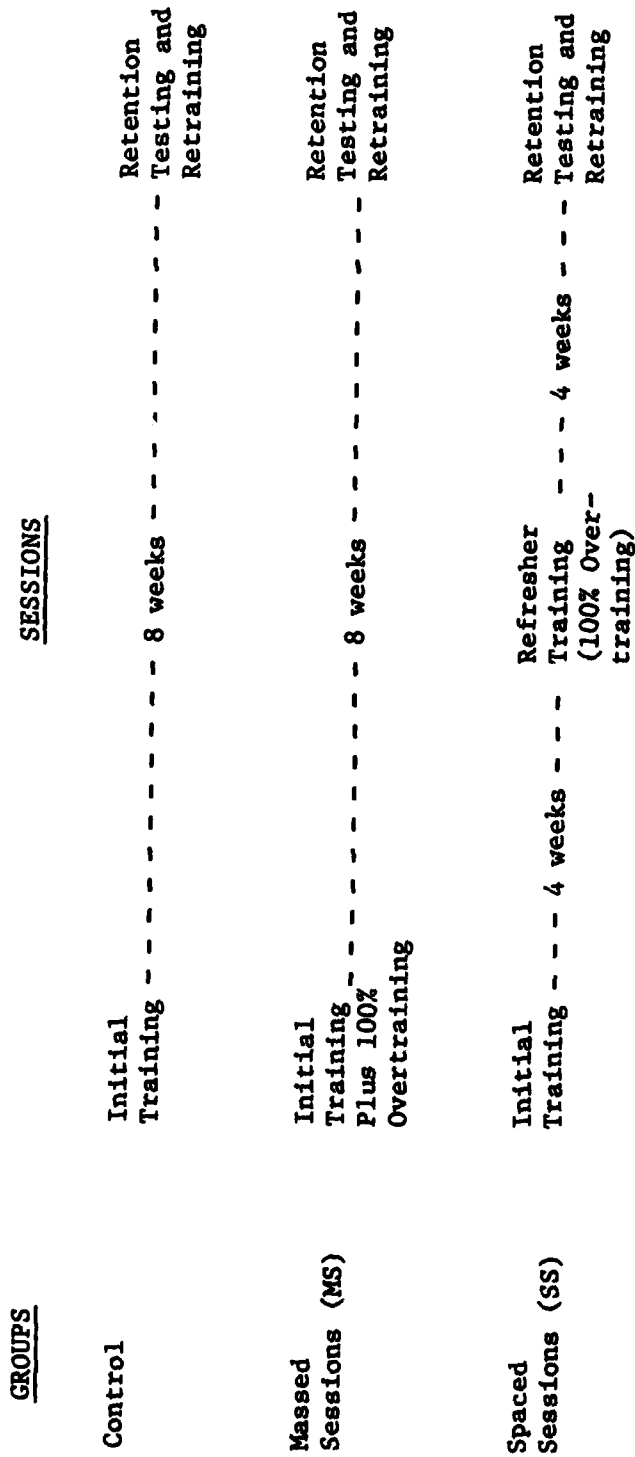 GROUPS
SESSIONS
Control
Initial
Training - - - - - - - - - - - - 8 weeks - - - - - - - - - - - -
Retention
Testing and
Retraining
Massed
Sessions (MS)
Initial
Training - - - - - - - - - - - - 8 weeks - - - - - - - - - - - -
Plus 100%
Overtraining
Retention
Testing and
Retraining
Spaced
Sessions (SS)
Initial
Training - - - 4 weeks - - -
Refresher
Training - - - 4 weeks - - -
(100% Over-
training)
Retention
Testing and
Retraining